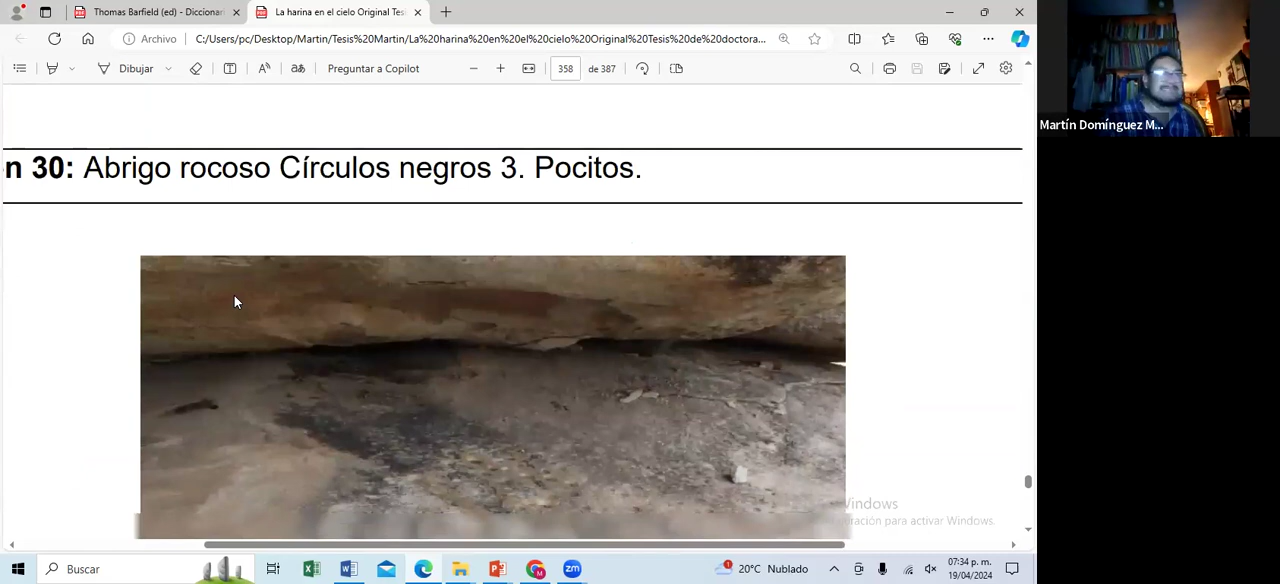 Thomas Barfield (ed) - Diccionari
La harina en el cielo Original Tes
Archivo
C:/Users/pc/Desktop/Martin/Tesis%20Martin/La%20harina%20en%20el%20cielo%20Original%20Tesis%20de%20doctora...
Dibujar
Preguntar a Copilot
358
de 387
Martín Domínguez M...
n 30: Abrigo rocoso Círculos negros 3. Pocitos.
Windows
para activar Windows.
Buscar
20°C Nublado
07:34 p. m.
19/04/2024